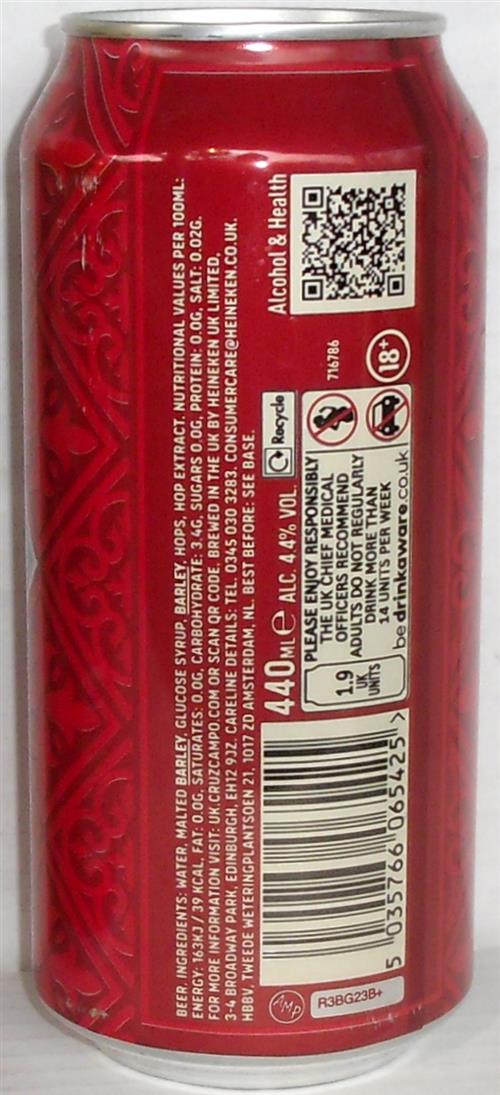 BEER. INGREDIENTS: WATER, MALTED BARLEY, GLUCOSE SYRUP, BARLEY, HOPS, HOP EXTRACT. NUTRITIONAL VALUES PER 100ML:
ENERGY: 163KJ / 39 KCAL, FAT: 0.0G, SATURATES: 0.0G, CARBOHYDRATE: 3.4G, SUGARS 0.0G, PROTEIN: 0.0G, SALT: 0.02G.
FOR MORE INFORMATION VISIT: UK.CRUZCAMPO.COM OR SCAN QR CODE. BREWED IN THE UK BY HEINEKEN UK LIMITED,
3-4 BROADWAY PARK, EDINBURGH, EH12 9JZ. CARELINE DETAILS: TEL. 0345 030 3283. CONSUMERCARE@HEINEKEN.CO.UK.
HBBV, TWEEDE WETERINGPLANTSOEN 21, 1017 ZD AMSTERDAM, NL. BEST BEFORE: SEE BASE.
440 ML e ALC. 4.4% VOL.
Recycle
Alcohol & Health
1.9
UK
UNITS
PLEASE ENJOY RESPONSIBLY
THE UK CHIEF MEDICAL
OFFICERS RECOMMEND
ADULTS DO NOT REGULARLY
DRINK MORE THAN
14 UNITS PER WEEK
bedrinkaware.co.uk
716786
18+
5 035766 065425 >
AMP
R3BG23B+